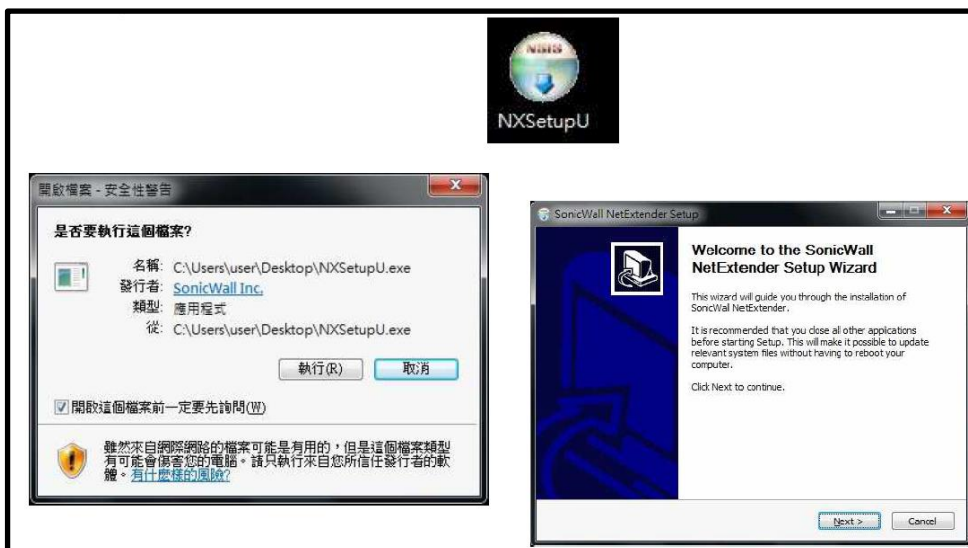 NSIS
NXSetupU
開啟檔案 - 安全性警告
是否要執行這個檔案?
名稱: C:\Users\user\Desktop\NXSetupU.exe
發行者: SonicWall Inc.
類型: 應用程式
從: C:\Users\user\Desktop\NXSetupU.exe
執行(R) 取消
開啟這個檔案前一定要先詢問(W)
雖然來自網際網路的檔案可能是有用的,但是這個檔案類型
有可能會傷害您的電腦。請只執行來自您所信任發行者的軟
體。有什麼樣的風險?
SonicWall NetExtender Setup
Welcome to the SonicWall
NetExtender Setup Wizard
This wizard will guide you through the installation of
SonicWall NetExtender.
It is recommended that you close all other applications
before starting Setup. This will make it possible to update
relevant system files without having to reboot your
computer.
Click Next to continue.
Next > Cancel